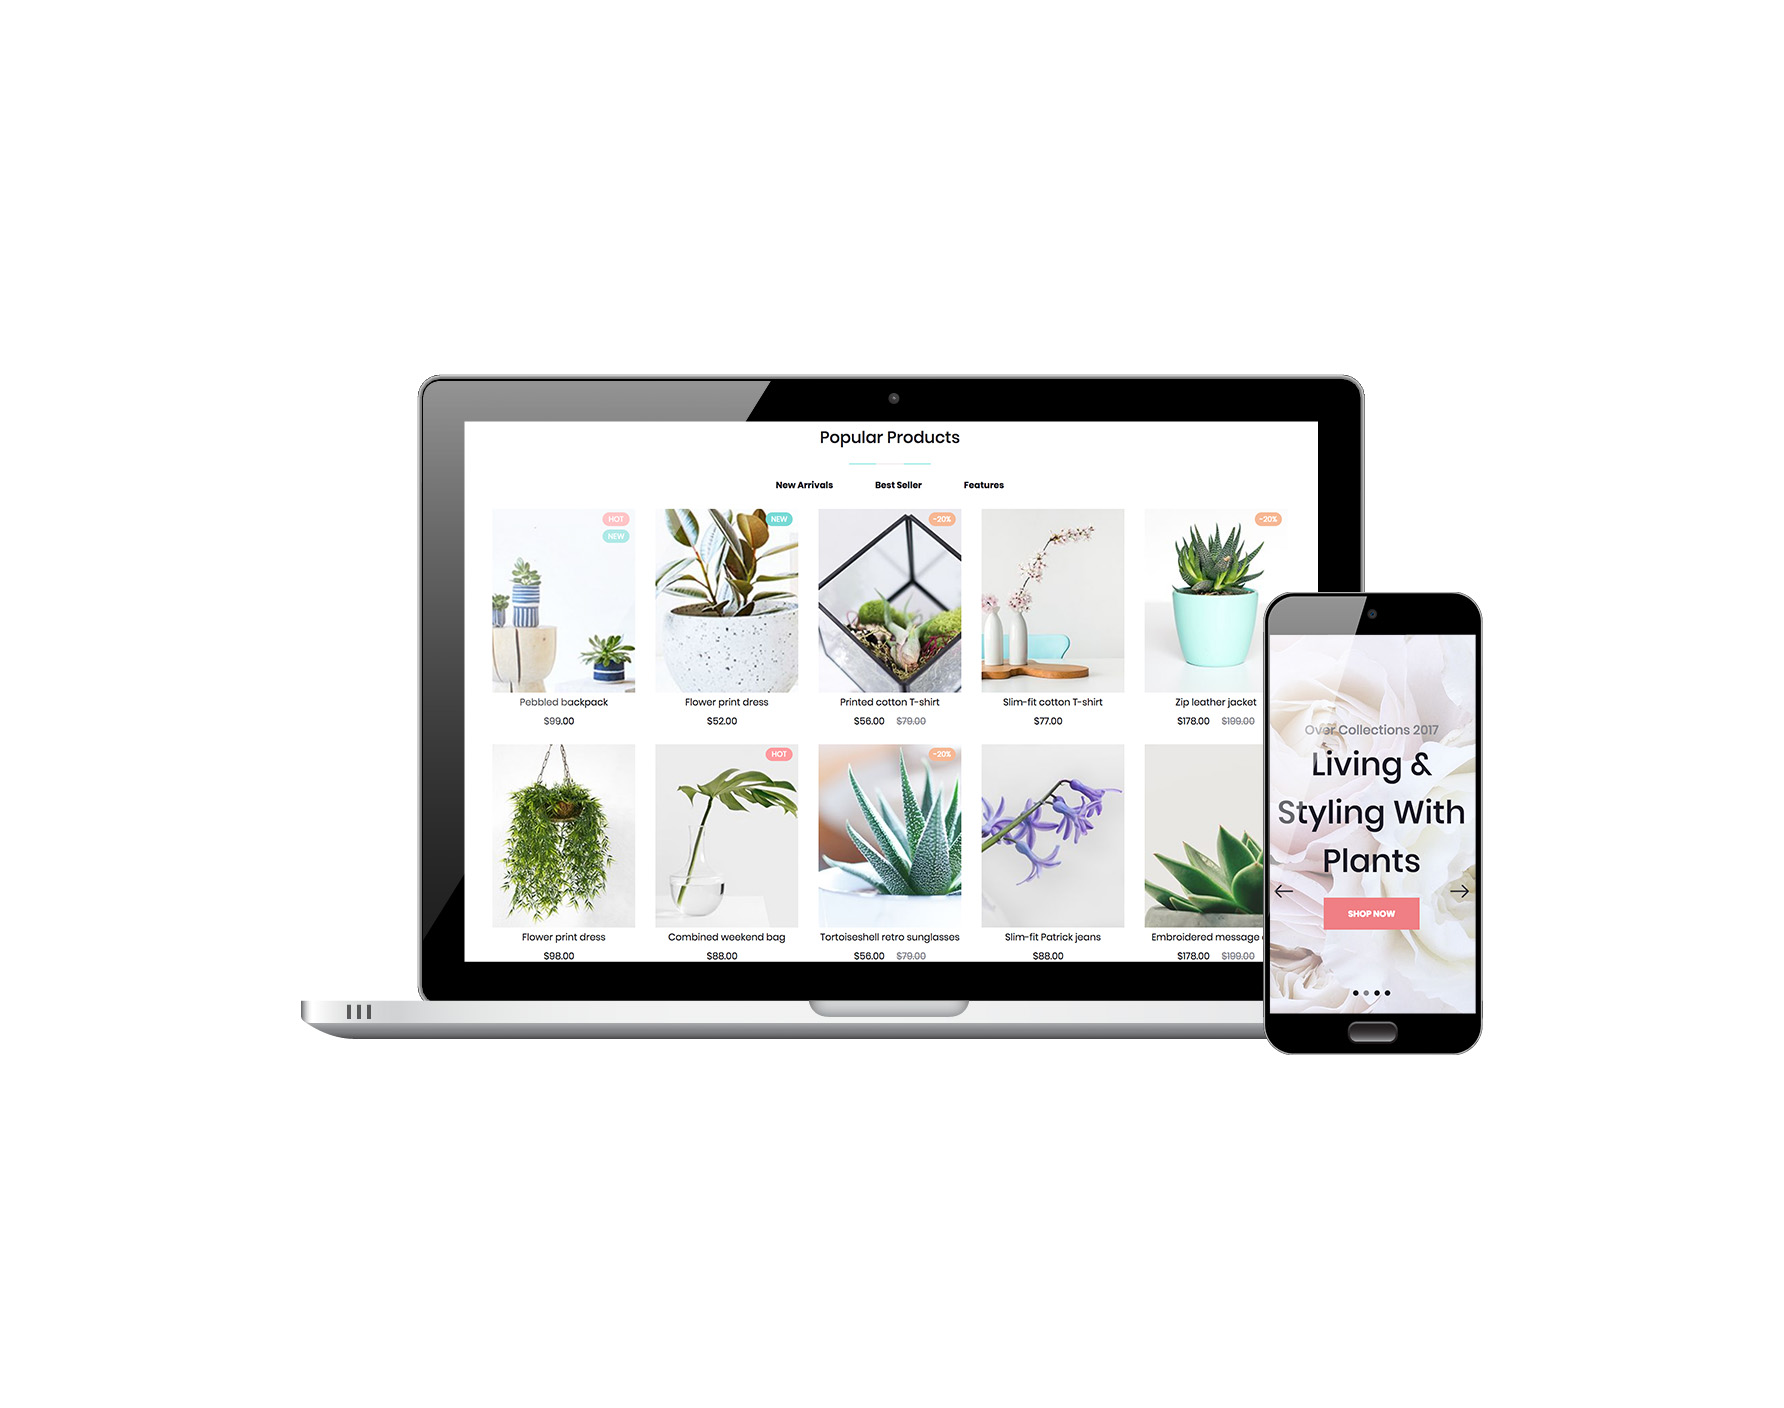 Popular Products
New Arrivals Best Seller Features
HOT
NEW
NEW
-20%
-20%
Pebbled backpack
$99.00
Flower print dress
$52.00
Printed cotton T-shirt
$56.00 $79.00
Slim-fit cotton T-shirt
$77.00
Zip leather jacket
$178.00 $199.00
HOT
-20%
Flower print dress
$98.00
Combined weekend bag
$88.00
Tortoiseshell retro sunglasses
$56.00 $79.00
Slim-fit Patrick jeans
$88.00
Embroidered message
$178.00 $199.00
Over Collections 2017
Living &
Styling With
Plants
SHOP NOW